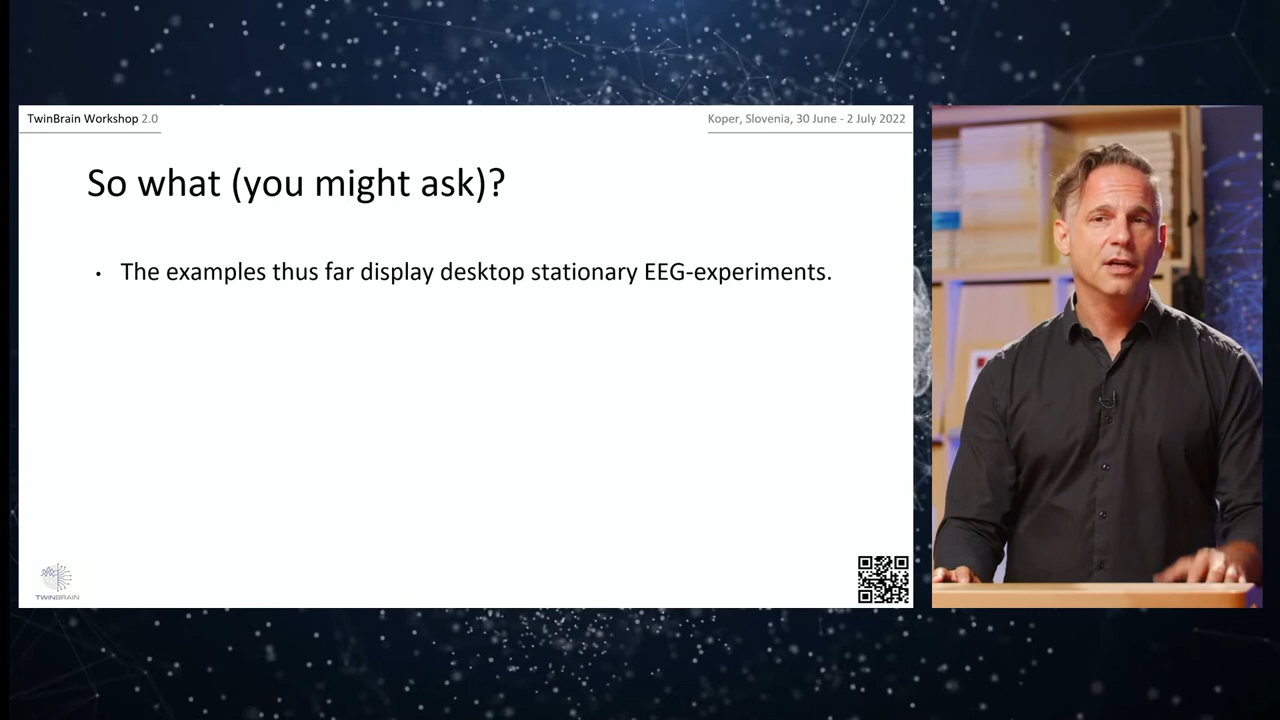 TwinBrain Workshop 2.0
Koper, Slovenia, 30 June - 2 July 2022
So what (you might ask)?
• The examples thus far display desktop stationary EEG-experiments.
TWINBRAIN